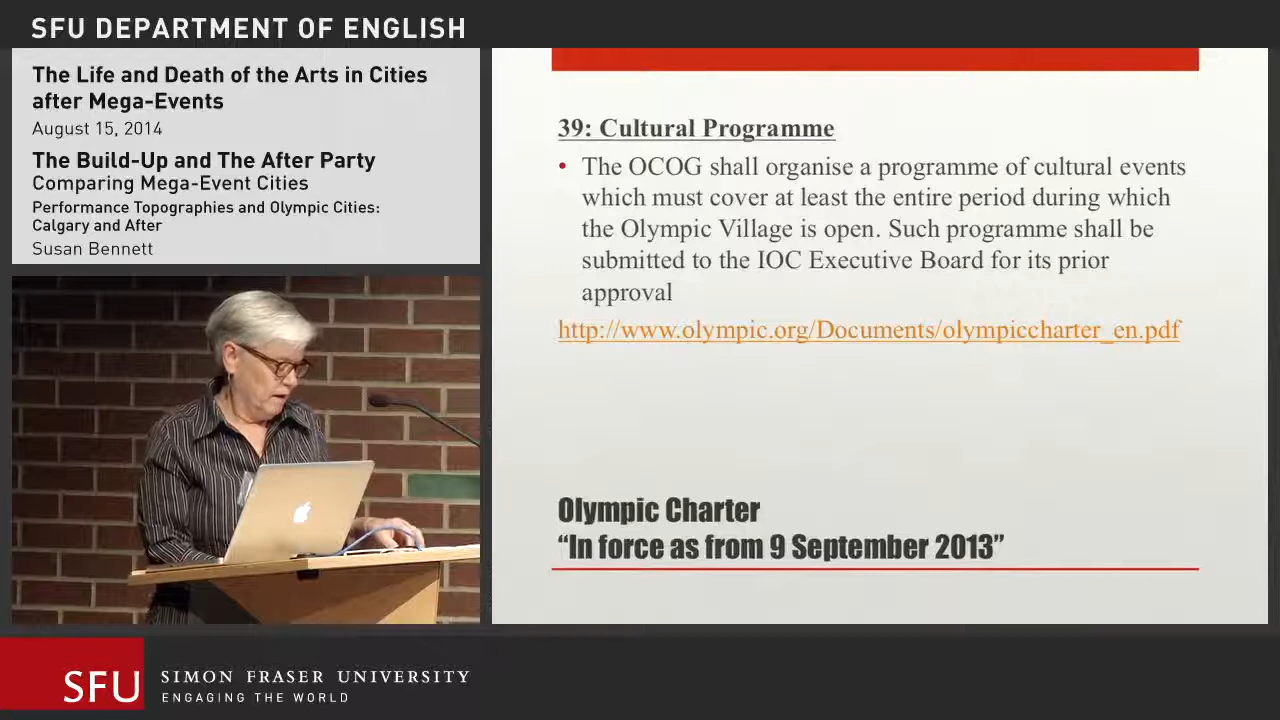 SFU DEPARTMENT OF ENGLISH
The Life and Death of the Arts in Cities
after Mega-Events
August 15, 2014
The Build-Up and The After Party
Comparing Mega-Event Cities
Performance Topographies and Olympic Cities:
Calgary and After
Susan Bennett
39: Cultural Programme
• The OCOG shall organise a programme of cultural events
which must cover at least the entire period during which
the Olympic Village is open. Such programme shall be
submitted to the IOC Executive Board for its prior
approval
http://www.olympic.org/Documents/olympiccharter_en.pdf
Olympic Charter
“In force as from 9 September 2013”
SFU
SIMON FRASER UNIVERSITY
ENGAGING THE WORLD